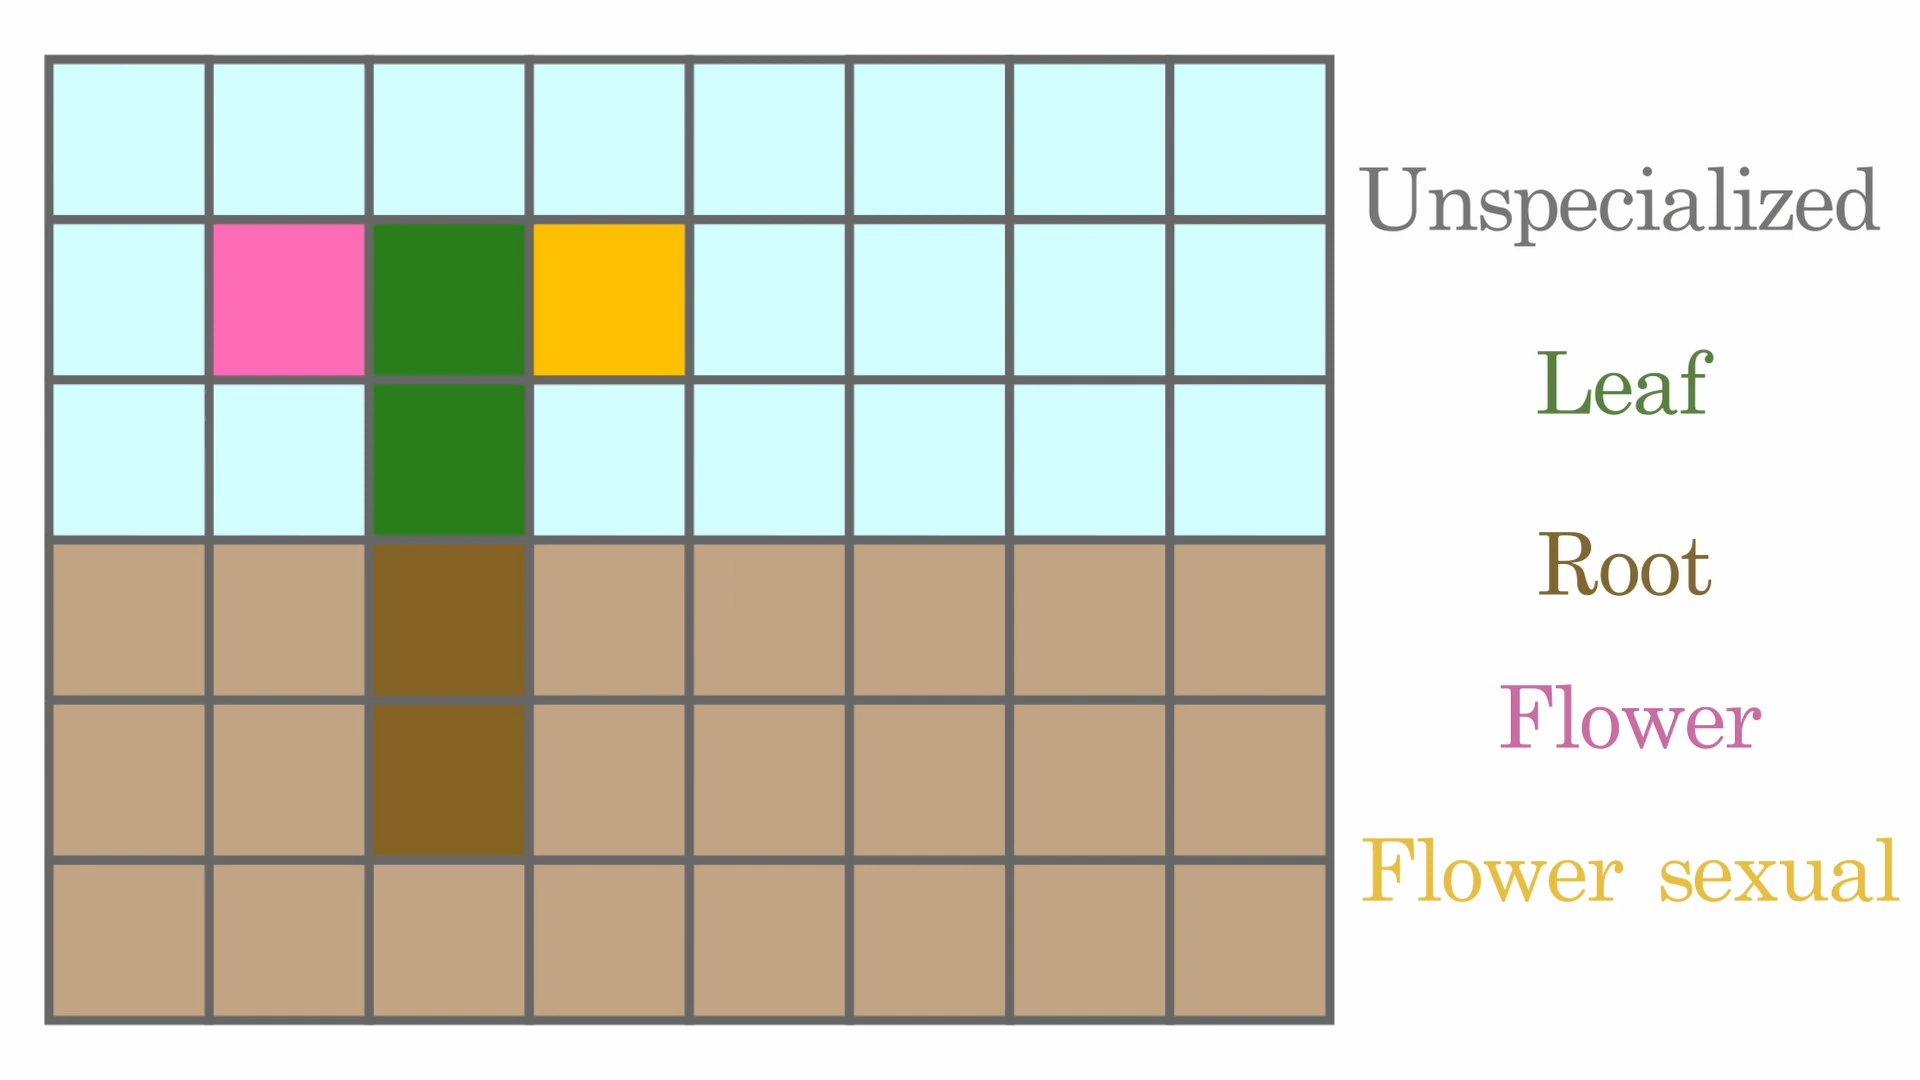 Unspecialized
Leaf
Root
Flower
Flower sexual